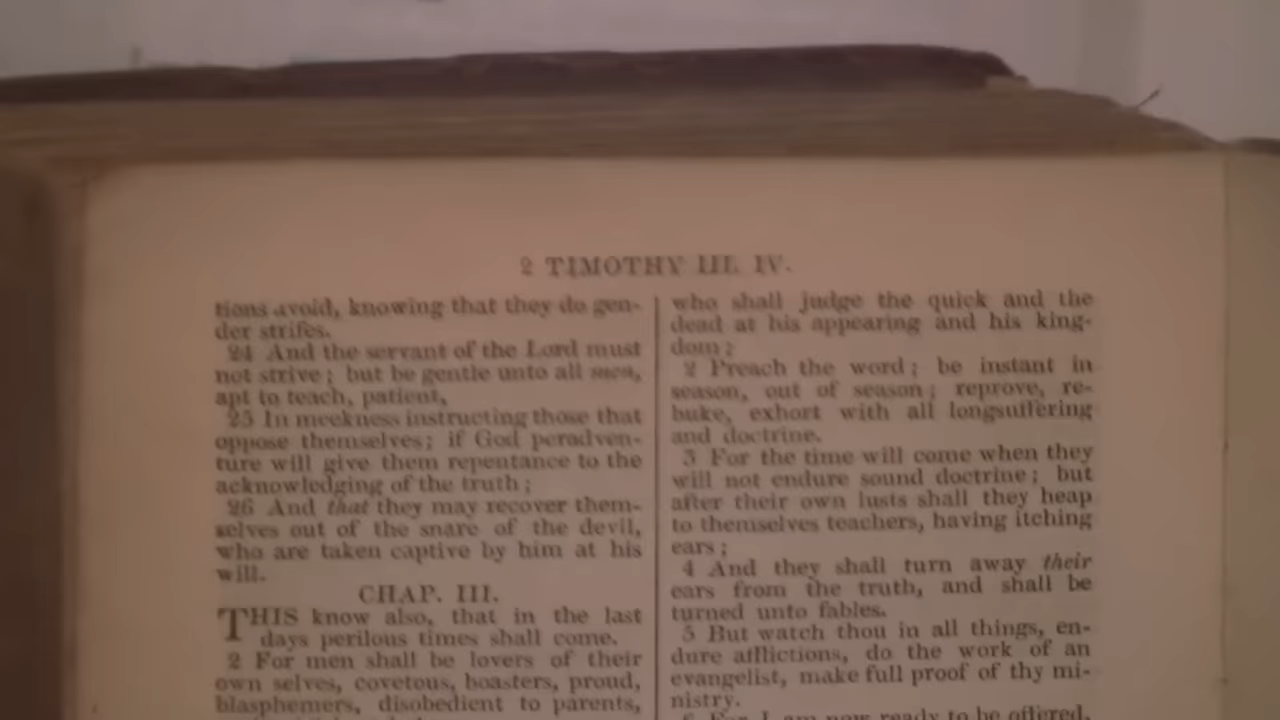 2 TIMOTHY III. IV.
tions avoid, knowing that they do gen-
der strifes.
24 And the servant of the Lord must
not strive; but be gentle unto all men,
apt to teach, patient,
25 In meekness instructing those that
oppose themselves; if God peradven-
ture will give them repentance to the
acknowledging of the truth;
26 And that they may recover them-
selves out of the snare of the devil,
who are taken captive by him at his
will.
CHAP. III.
THIS know also, that in the last
days perilous times shall come.
2 For men shall be lovers of their
own selves, covetous, boasters, proud,
blasphemers, disobedient to parents,
who shall judge the quick and the
dead at his appearing and his king-
dom;
2 Preach the word; be instant in
season, out of season; reprove, re-
buke, exhort with all longsuffering
and doctrine.
3 For the time will come when they
will not endure sound doctrine; but
after their own lusts shall they heap
to themselves teachers, having itching
ears;
4 And they shall turn away their
ears from the truth, and shall be
turned unto fables.
5 But watch thou in all things, en-
dure afflictions, do the work of an
evangelist, make full proof of thy mi-
nistry.
6 For I am now ready to be offered,